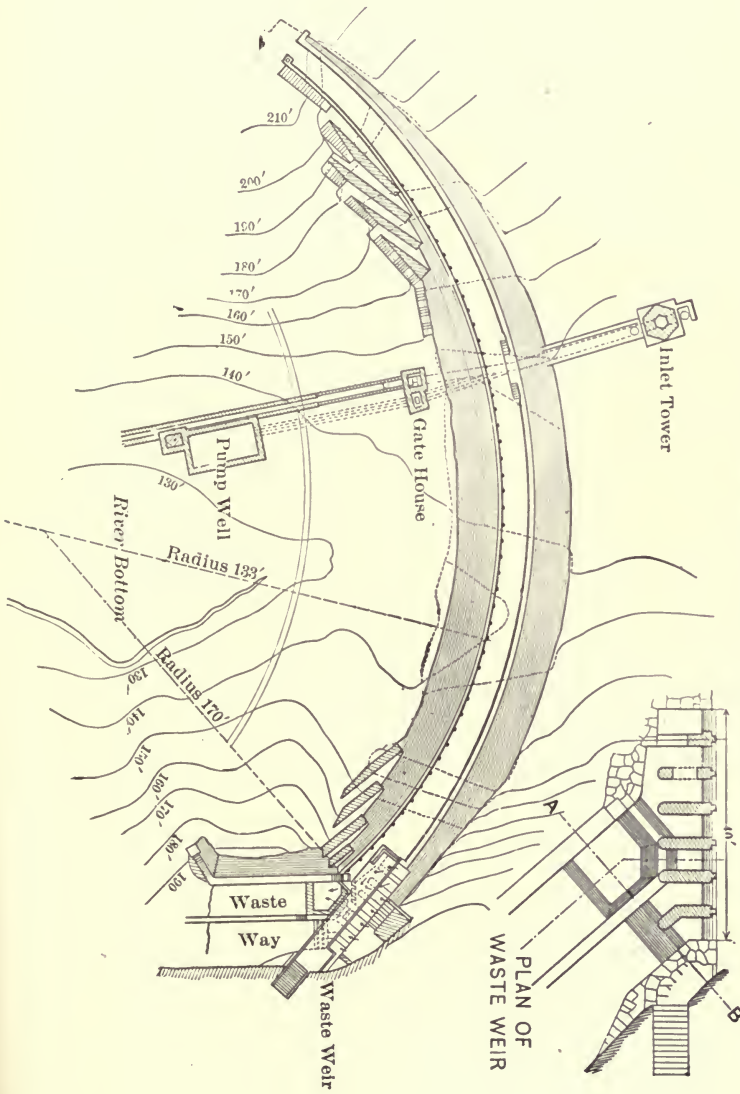 210'
200'
190'
180'
170'
160'
150'
140'
130'
Inlet Tower
Gate House
Pump Well
River Bottom
Radius 133'
Radius 170'
130'
140'
150'
160'
170'
180'
190
Waste
Way
Waste Weir
PLAN OF
WASTE WEIR
A
B
40'